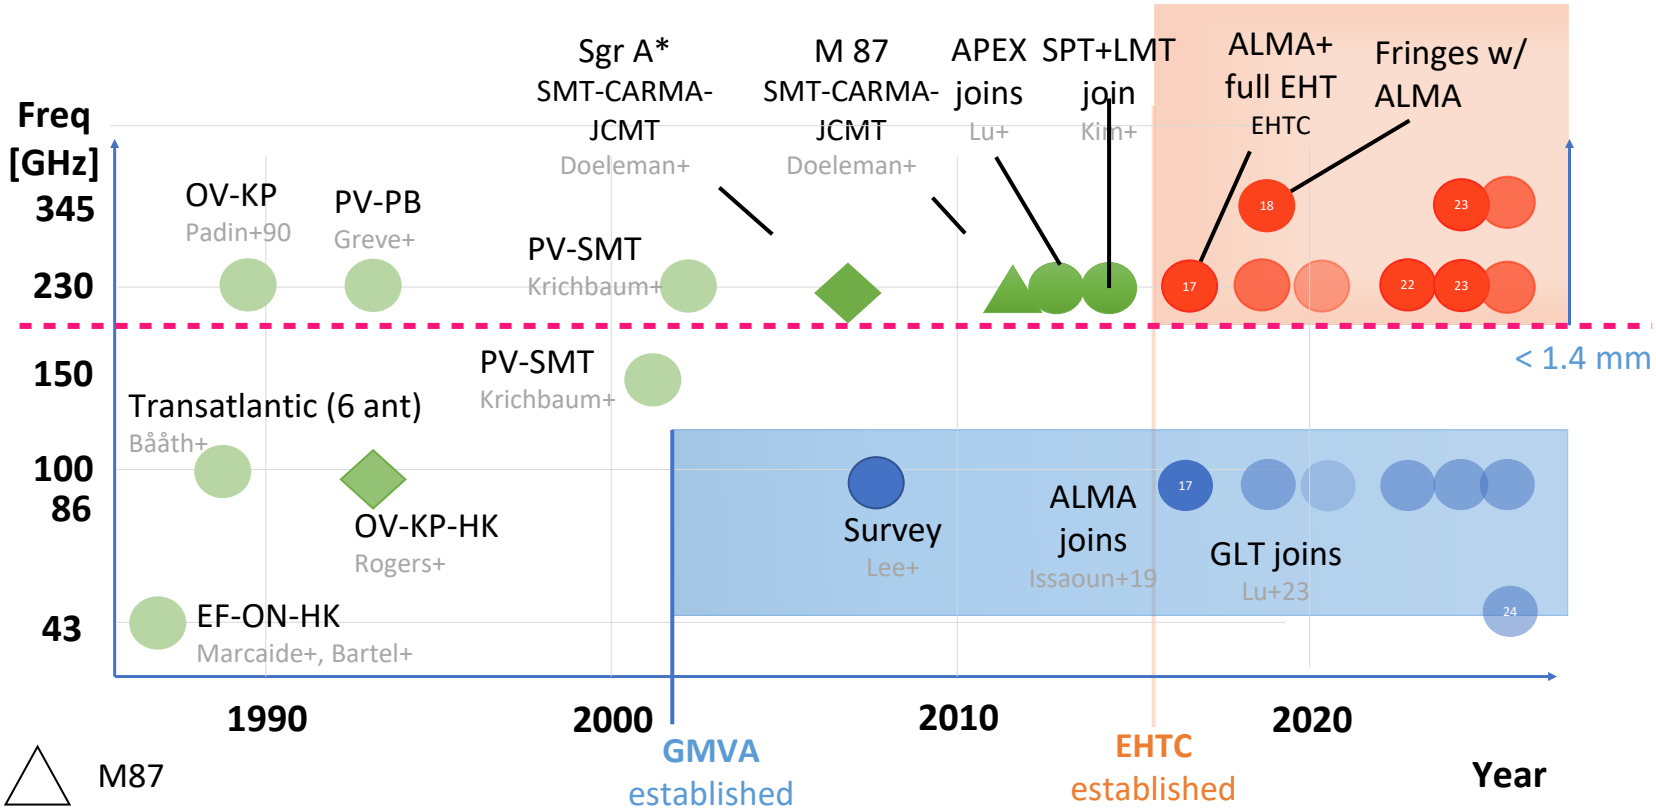 Freq
[GHz]
345
230
150
100
86
43
Sgr A*
SMT-CARMA-
JCMT
Doeleman+
M 87
SMT-CARMA-
JCMT
Doeleman+
APEX
joins
Lu+
SPT+LMT
join
Kim+
ALMA+
full EHT
EHTC
Fringes w/
ALMA
OV-KP
Padin+90
PV-PB
Greve+
PV-SMT
Krichbaum+
18
23
17
22
23
< 1.4 mm
PV-SMT
Krichbaum+
Transatlantic (6 ant)
Bååth+
OV-KP-HK
Rogers+
Survey
Lee+
ALMA
joins
Issaoun+19
17
GLT joins
Lu+23
24
EF-ON-HK
Marcaide+, Bartel+
1990
2000
2010
2020
GMVA
established
EHTC
established
Year
M87